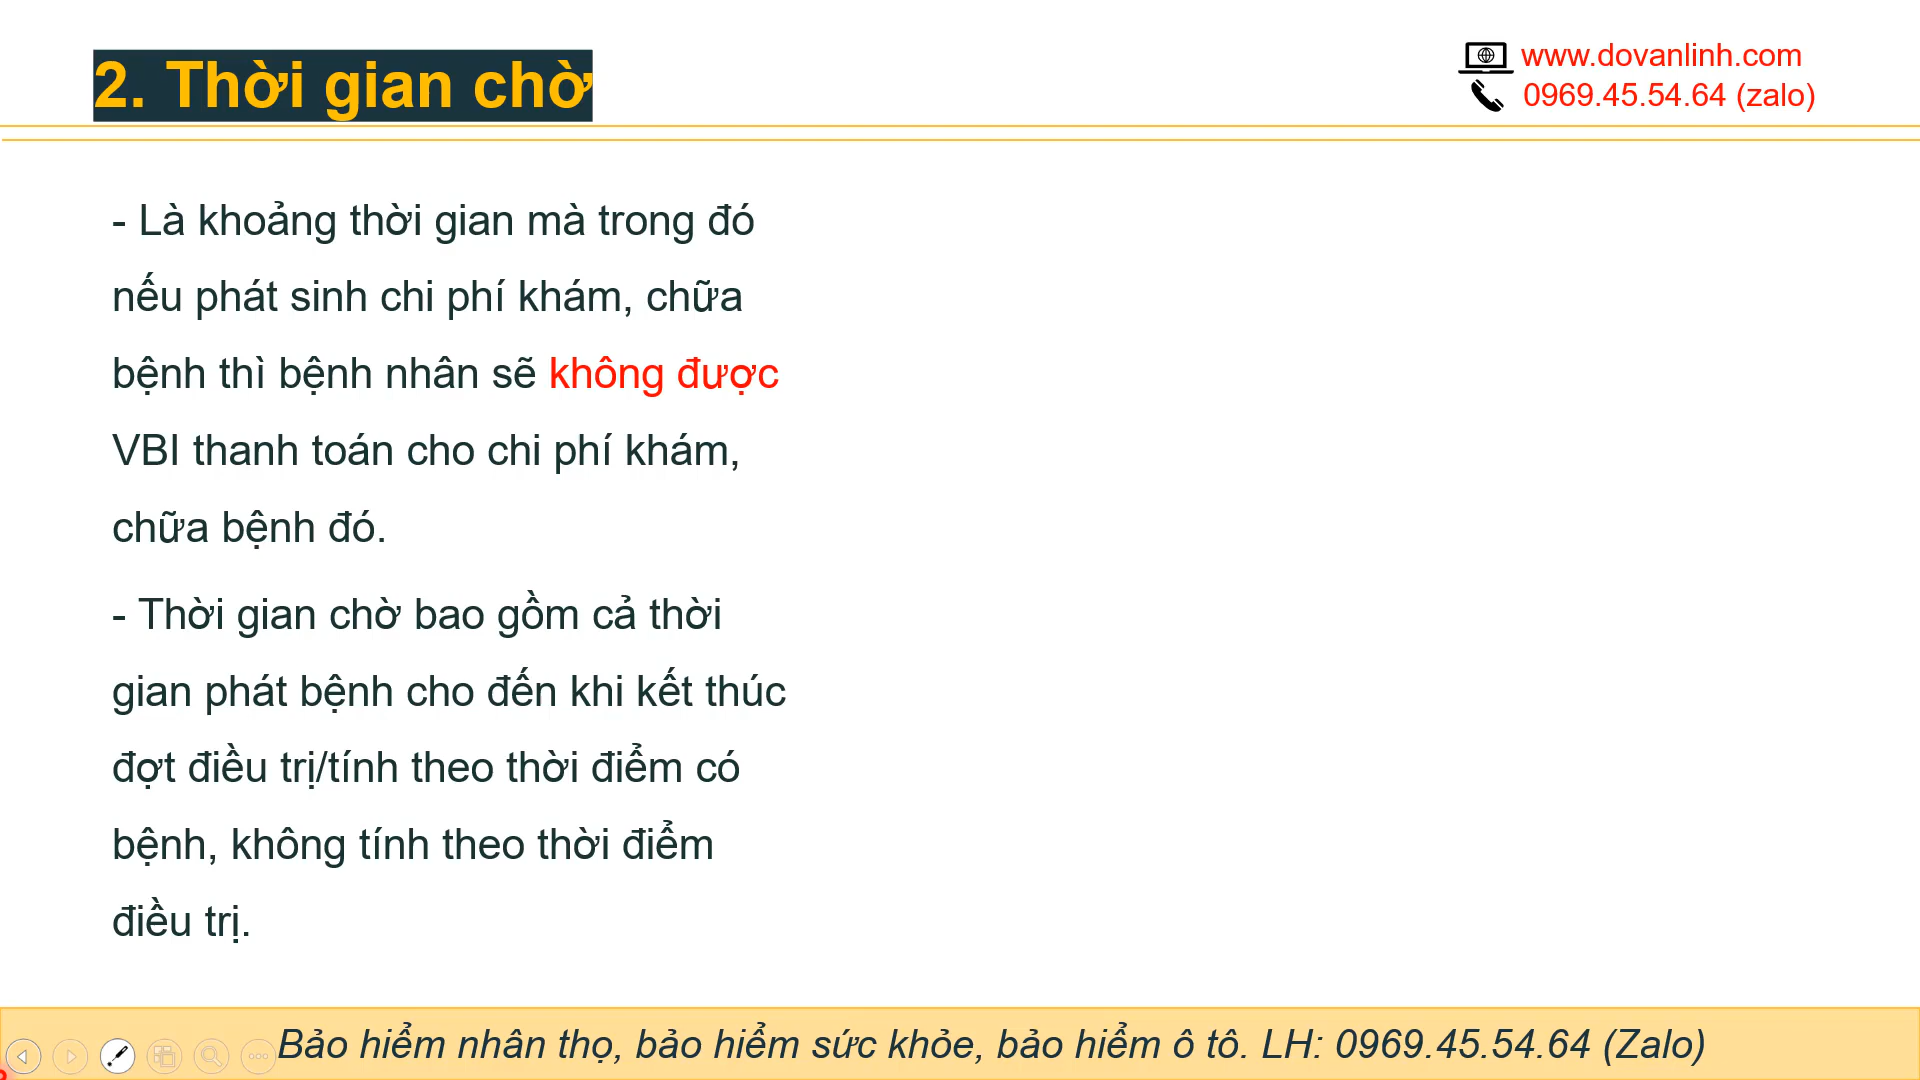 2. Thời gian chờ
www.dovanlinh.com
0969.45.54.64 (zalo)
- Là khoảng thời gian mà trong đó
nếu phát sinh chi phí khám, chữa
bệnh thì bệnh nhân sẽ không được
VBI thanh toán cho chi phí khám,
chữa bệnh đó.
- Thời gian chờ bao gồm cả thời
gian phát bệnh cho đến khi kết thúc
đợt điều trị/tính theo thời điểm có
bệnh, không tính theo thời điểm
điều trị.
Bảo hiểm nhân thọ, bảo hiểm sức khỏe, bảo hiểm ô tô. LH: 0969.45.54.64 (Zalo)